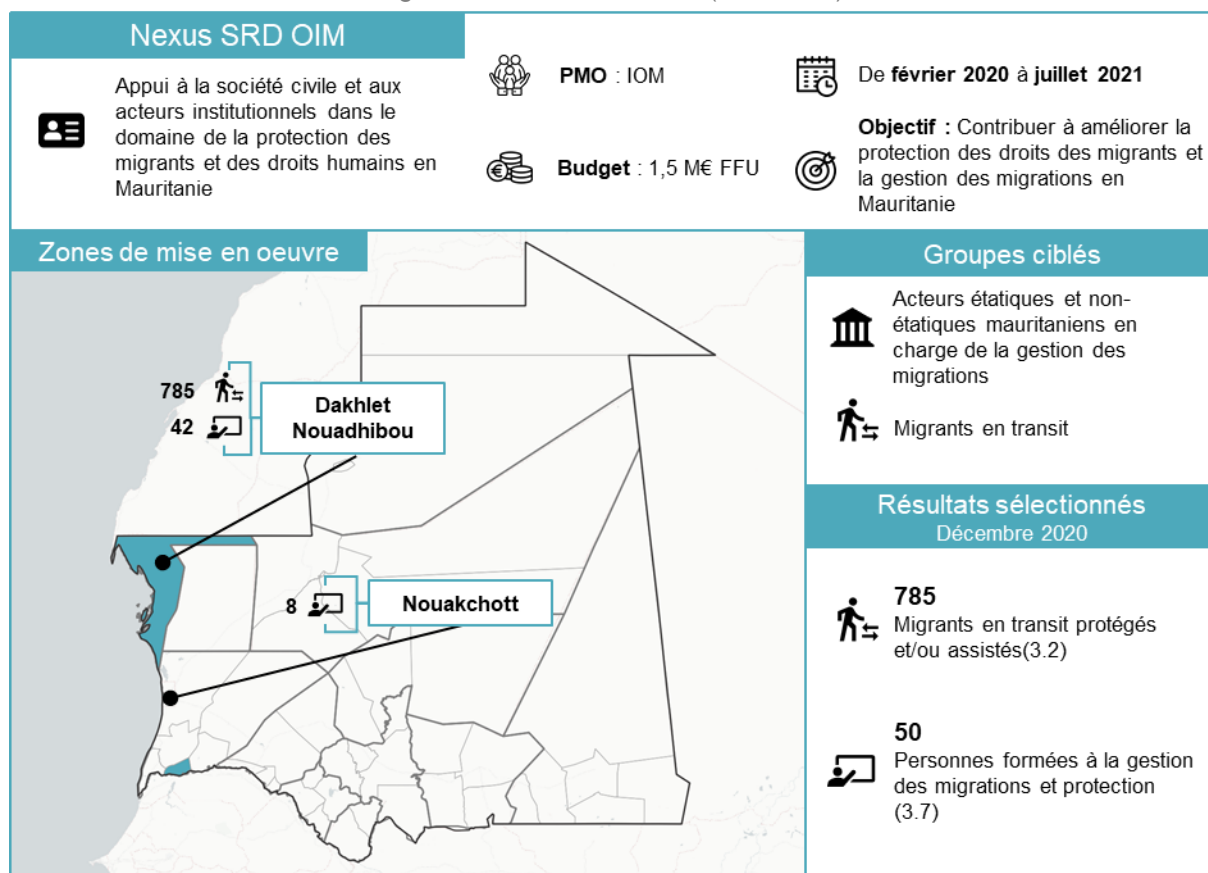 Nexus SRD OIM
Appui à la société civile et aux
acteurs institutionnels dans le
domaine de la protection des
migrants et des droits humains en
Mauritanie
PMO : IOM
Budget : 1,5 M€ FFU
De février 2020 à juillet 2021
Objectif : Contribuer à améliorer la
protection des droits des migrants et
la gestion des migrations en
Mauritanie
Zones de mise en oeuvre
785
42
Dakhlet
Nouadhibou
8
Nouakchott
Groupes ciblés
Acteurs étatiques et non-
étatiques mauritaniens en
charge de la gestion des
migrations
Migrants en transit
Résultats sélectionnés
Décembre 2020
785
Migrants en transit protégés
et/ou assistés(3.2)
50
Personnes formées à la gestion
des migrations et protection
(3.7)